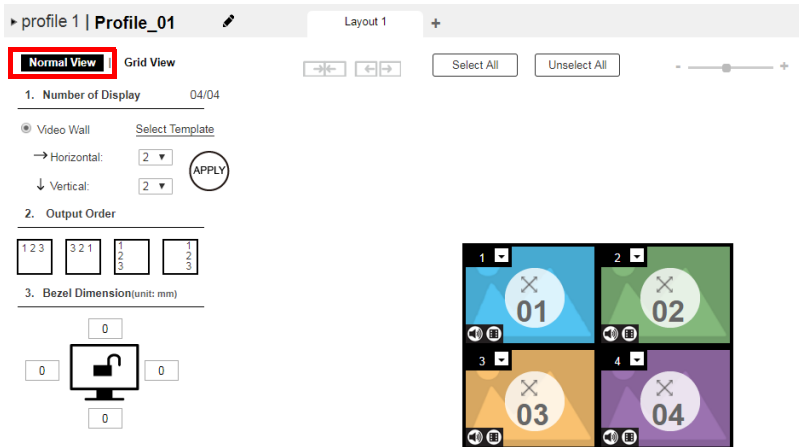 profile 1 | Profile_01
Layout 1 +
Normal View | Grid View
Select All Unselect All - +
1. Number of Display 04/04
Video Wall Select Template
Horizontal: 2
APPLY
Vertical: 2
2. Output Order
1 2 3 3 2 1 1 1
2 2
3 3
3. Bezel Dimension(unit: mm)
0
0 0
0
1 2
01 02
3 4
03 04